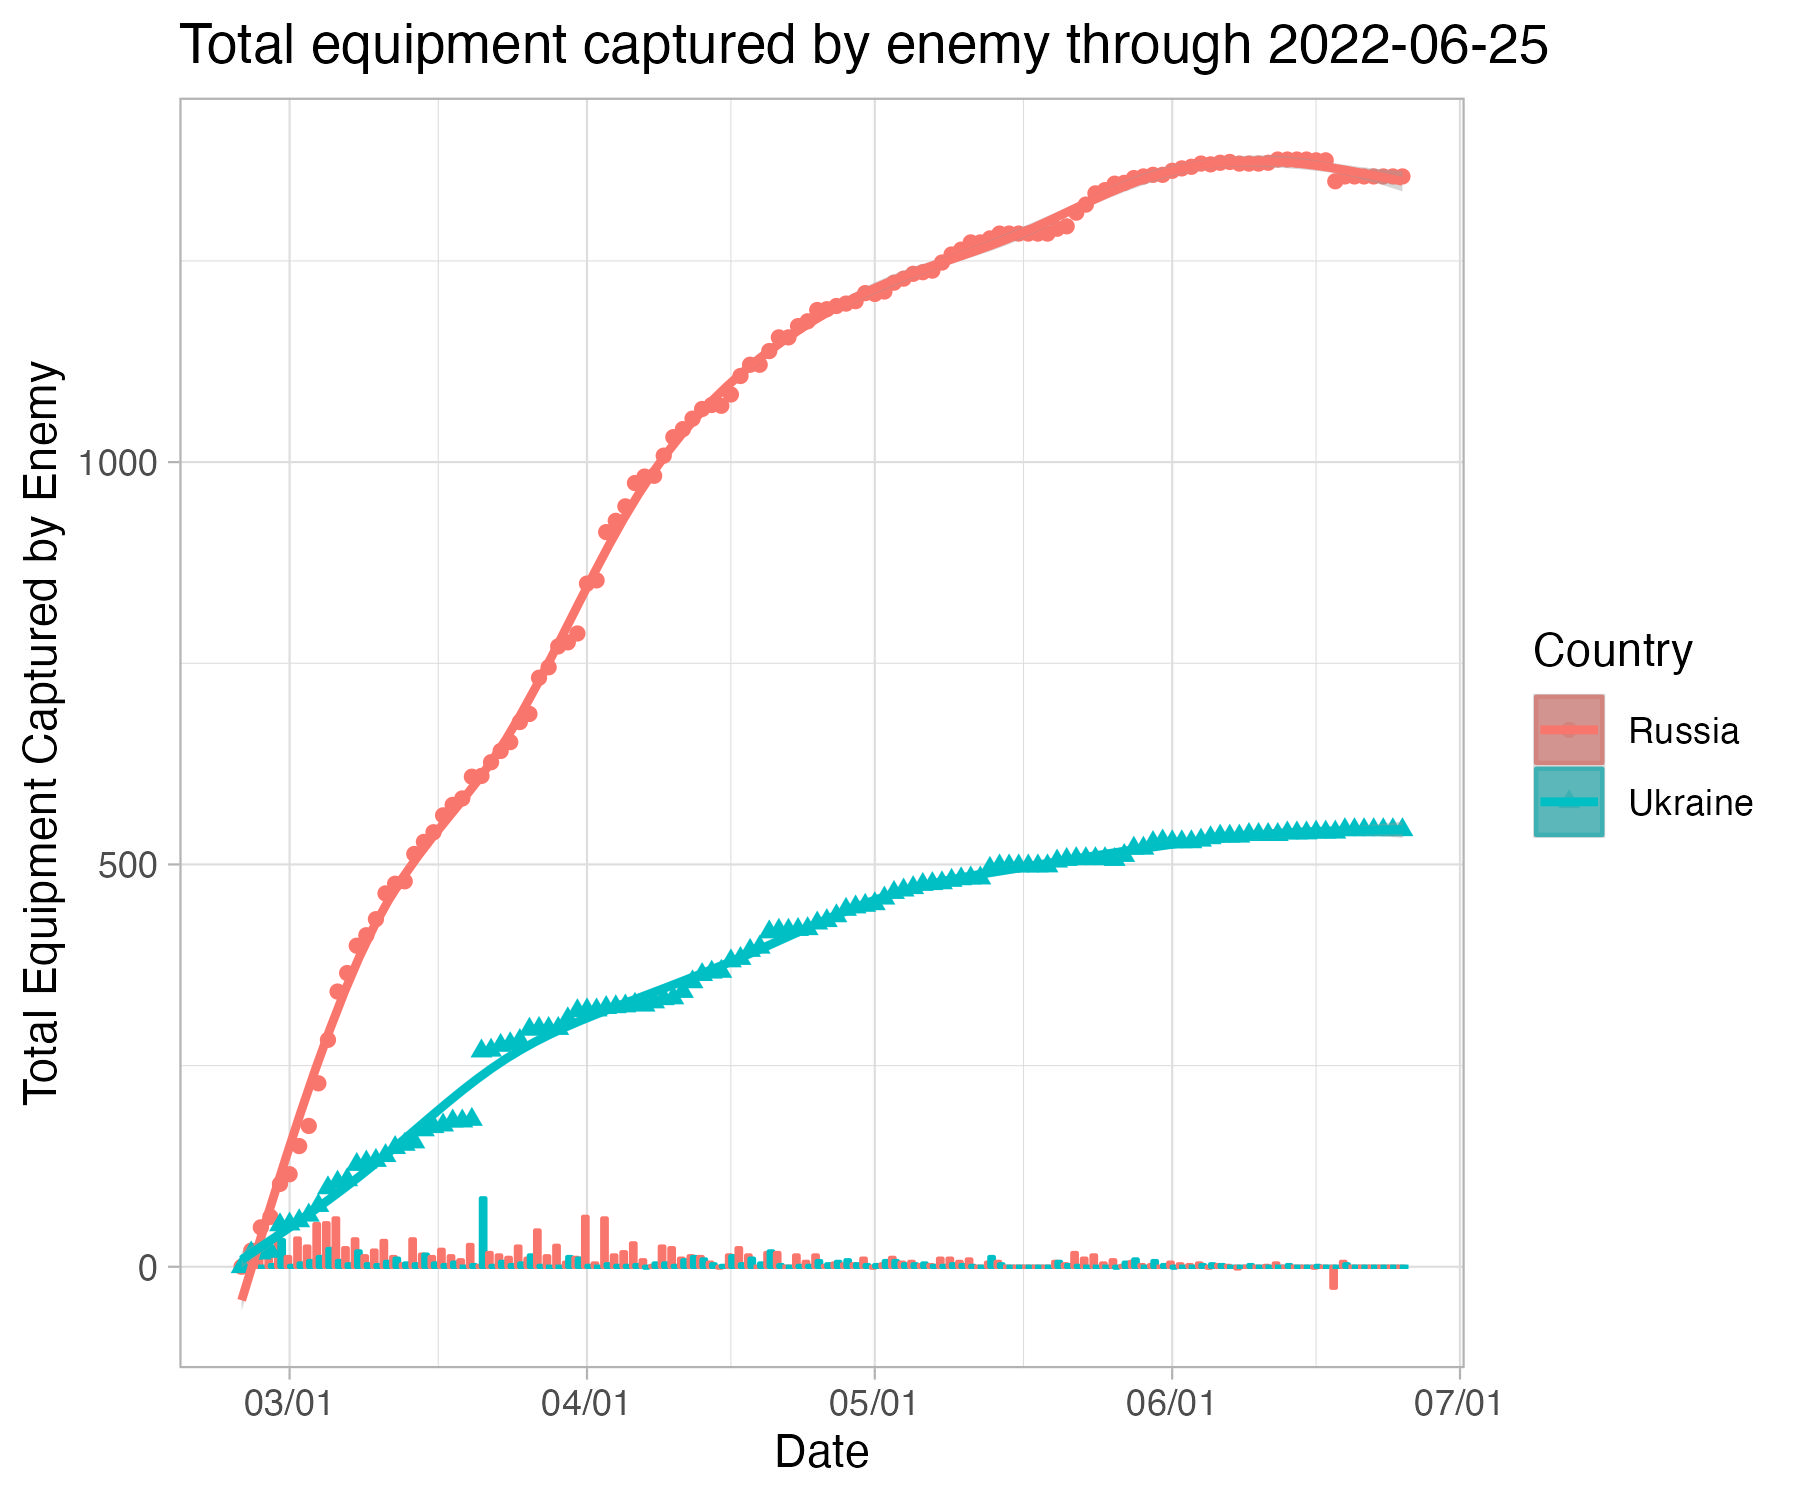 Total equipment captured by enemy through 2022-06-25
Total Equipment Captured by Enemy
1000
500
0
03/01
04/01
05/01
06/01
07/01
Date
Country
Russia
Ukraine